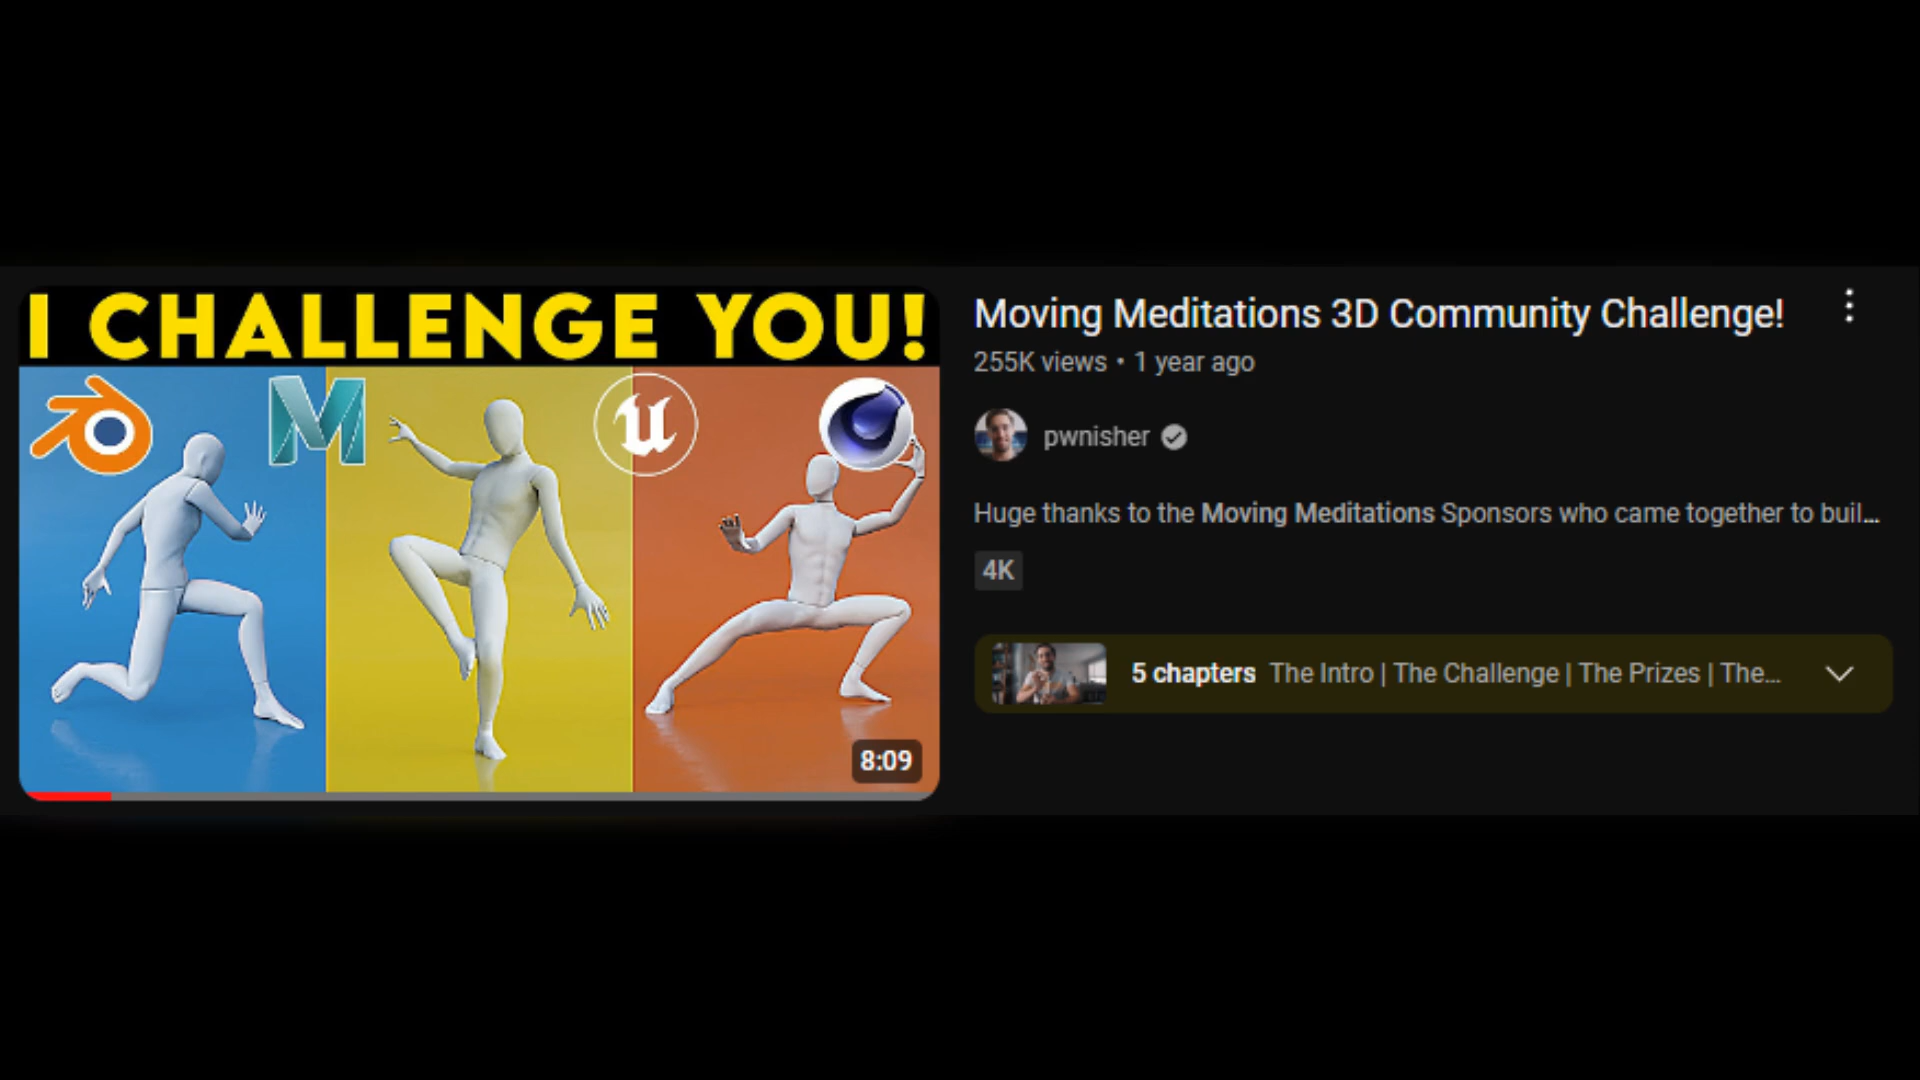 I CHALLENGE YOU!
8:09
Moving Meditations 3D Community Challenge!
255K views • 1 year ago
pwnisher
Huge thanks to the Moving Meditations Sponsors who came together to buil...
4K
5 chapters The Intro | The Challenge | The Prizes | The...